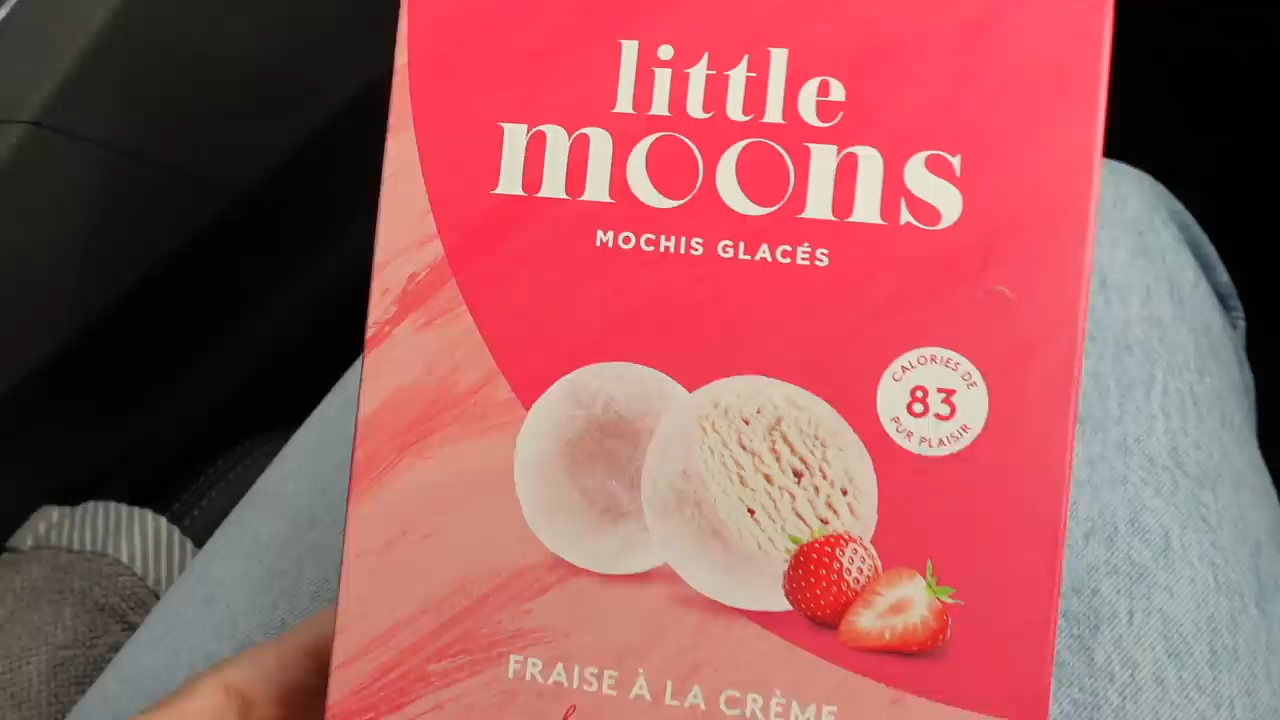 little
moons
MOCHIS GLACÉS
CALORIES DE
83
PUR PLAISIR
FRAISE À LA CRÈME